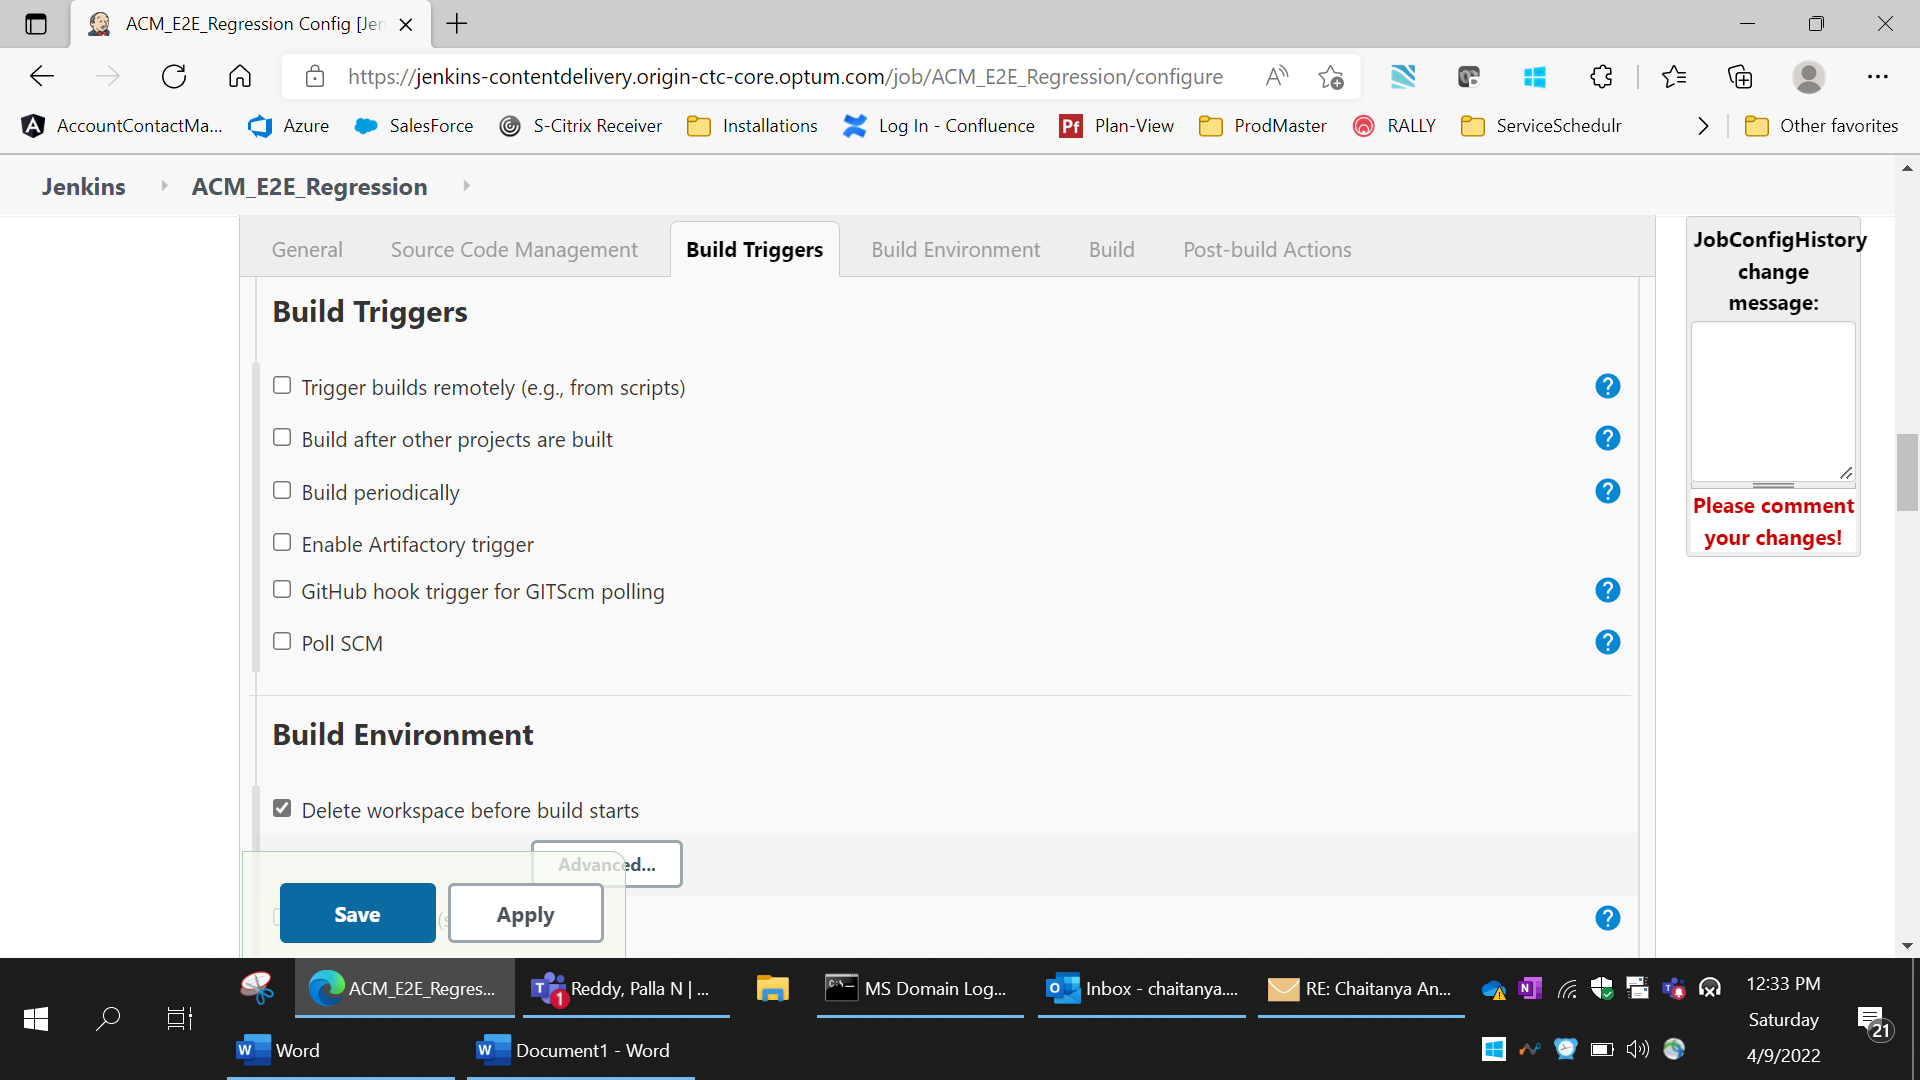 ACM_E2E_Regression Config [Jen
https://jenkins-contentdelivery.origin-ctc-core.optum.com/job/ACM_E2E_Regression/configure
AccountContactMa...
Azure
SalesForce
S-Citrix Receiver
Installations
Log In - Confluence
Pf
Plan-View
ProdMaster
RALLY
ServiceSchedulr
Other favorites
Jenkins
ACM_E2E_Regression
General
Source Code Management
Build Triggers
Build Environment
Build
Post-build Actions
JobConfigHistory
change
message:
Please comment
your changes!
Build Triggers
Trigger builds remotely (e.g., from scripts)
?
Build after other projects are built
?
Build periodically
?
Enable Artifactory trigger
GitHub hook trigger for GITScm polling
?
Poll SCM
?
Build Environment
Delete workspace before build starts
Advanced...
Save
Apply
?
ACM_E2E_Regres...
1
Reddy, Palla N | ...
MS Domain Log...
Inbox - chaitanya....
RE: Chaitanya An...
12:33 PM
Saturday
4/9/2022
21
Word
Document1 - Word